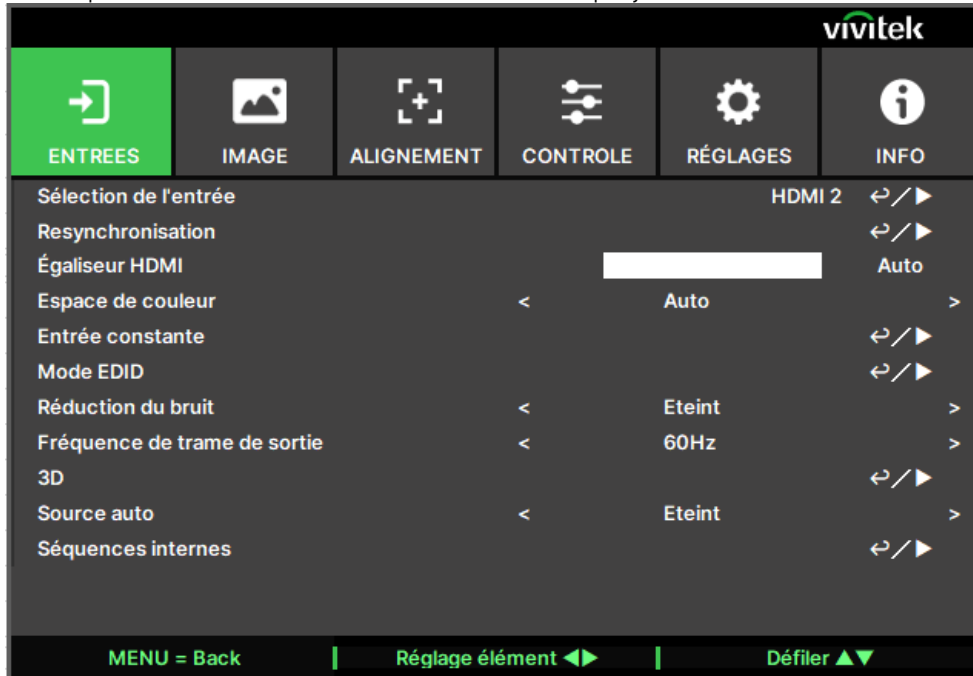 vivitek
ENTREES IMAGE ALIGNEMENT CONTROLE RÉGLAGES INFO
Sélection de l'entrée HDMI 2
Resynchronisation
Égaliseur HDMI Auto
Espace de couleur < Auto >
Entrée constante
Mode EDID
Réduction du bruit < Eteint >
Fréquence de trame de sortie < 60Hz >
3D
Source auto < Eteint >
Séquences internes
MENU = Back Réglage élément ◀▶ Défiler ▲▼